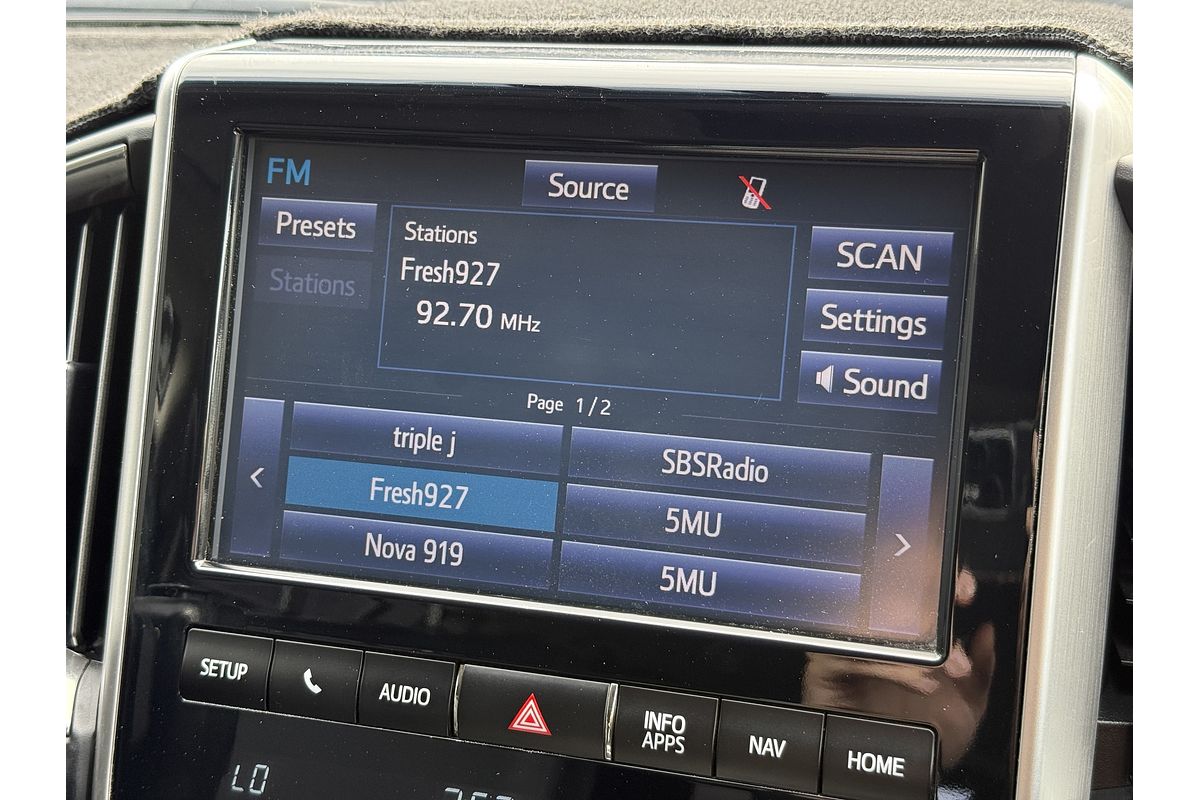 FM
Source
Presets
Stations
Stations
Fresh927
92.70 MHz
SCAN
Settings
Sound
Page 1/2
triple j
SBSRadio
Fresh927
5MU
Nova 919
5MU
SETUP
AUDIO
INFO
APPS
NAV
HOME
LO